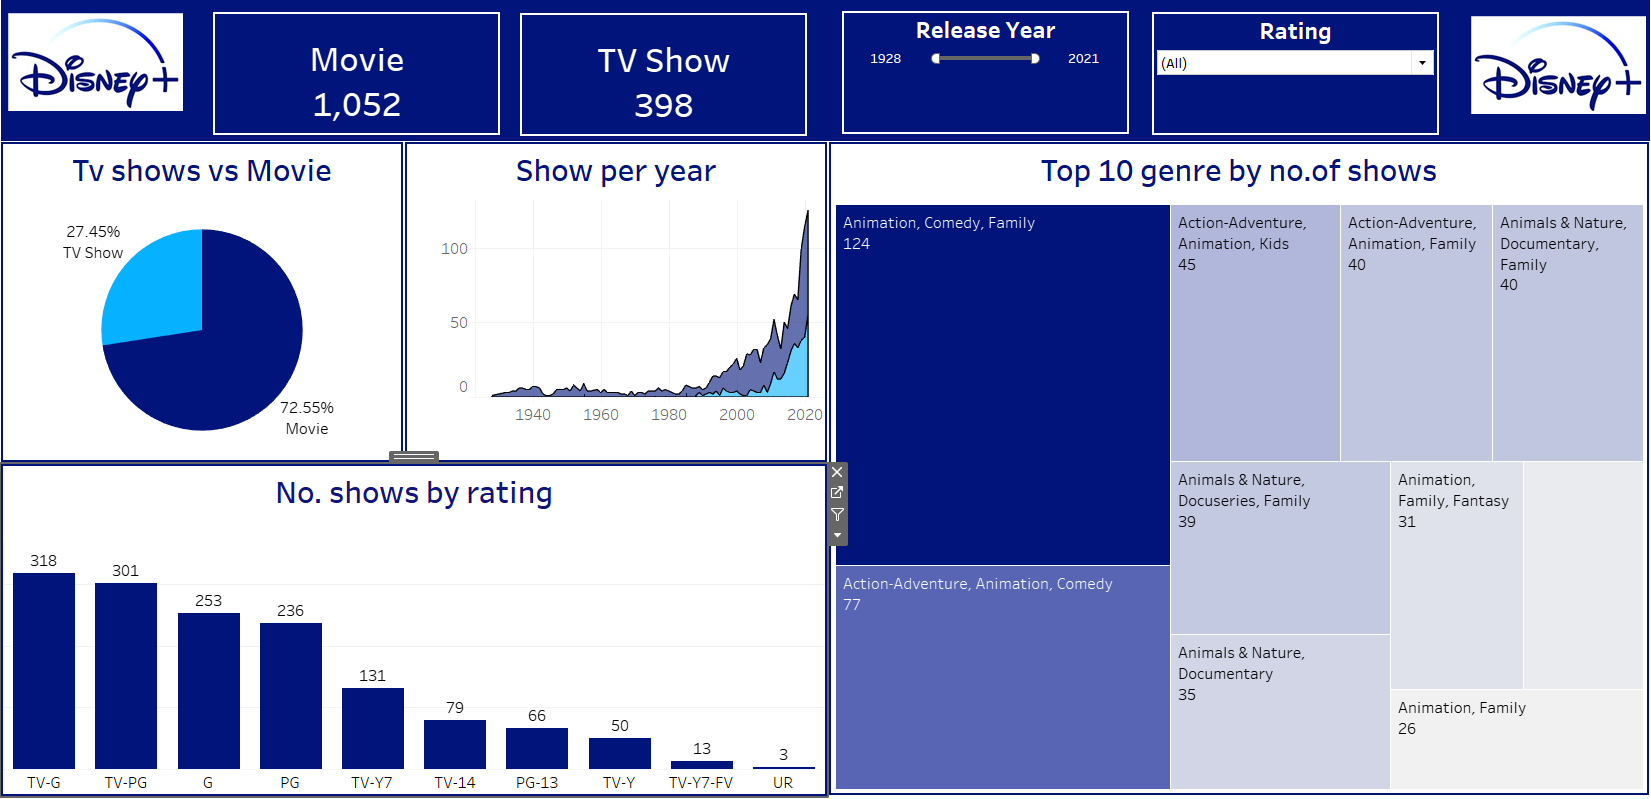 Disney+
Movie
1,052
TV Show
398
Release Year
1928
2021
Rating
(All)
Disney+
Tv shows vs Movie
27.45%
TV Show
72.55%
Movie
Show per year
100
50
0
1940
1960
1980
2000
2020
No. shows by rating
318
301
253
236
131
79
66
50
13
3
TV-G
TV-PG
G
PG
TV-Y7
TV-14
PG-13
TV-Y
TV-Y7-FV
UR
Top 10 genre by no.of shows
Animation, Comedy, Family
124
Action-Adventure, Animation, Comedy
77
Action-Adventure,
Animation, Kids
45
Action-Adventure,
Animation, Family
40
Animals & Nature,
Documentary,
Family
40
Animals & Nature,
Docuseries, Family
39
Animals & Nature,
Documentary
35
Animation,
Family, Fantasy
31
Animation, Family
26